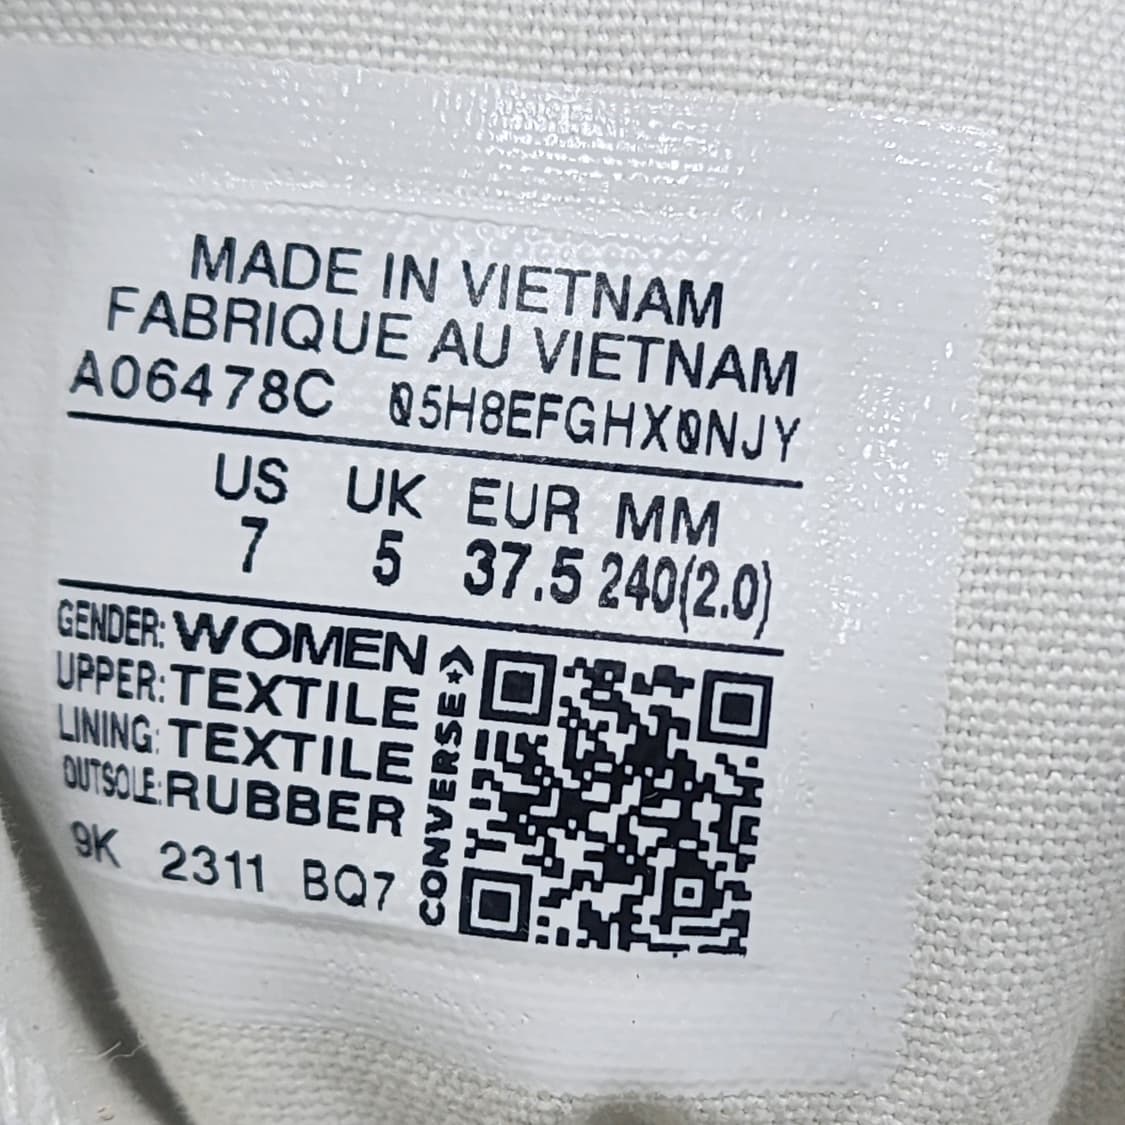 MADE IN VIETNAM
FABRIQUE AU VIETNAM
A06478C 05H8EFGHX0NJY
US UK EUR MM
7 5 37.5 240(2.0)
GENDER: WOMEN
UPPER: TEXTILE
LINING: TEXTILE
OUTSOLE: RUBBER
9K 2311 BQ7
CONVERSE